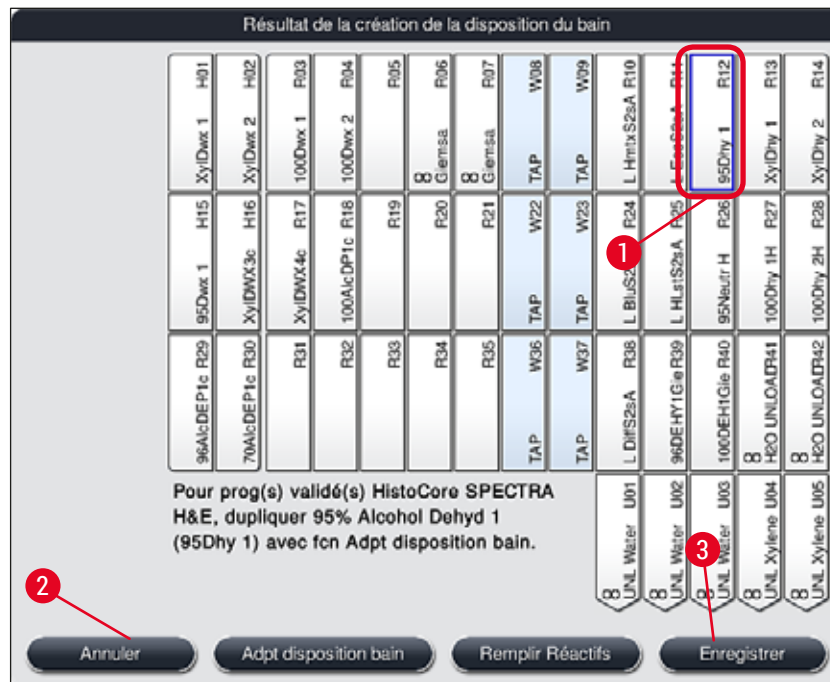 Résultat de la création de la disposition du bain
XylDwx 1 H01
XylDwx 2 H02
100Dwx 1 R03
100Dwx 2 R04
R05
∞ Giemsa R06
∞ Giemsa R07
TAP W08
TAP W09
L HmtxS2sA R10
L EosS2sA R11
95Dhy 1 R12
XylDhy 1 R13
XylDhy 2 R14
95Dwx 1 H15
XylDWX3c H16
XylDWX4c R17
100AlcDP1c R18
R19
R20
R21
TAP W22
TAP W23
L BluS2 R24
L HLstS2sA R25
95Neutr H R26
100Dhy 1H R27
100Dhy 2H R28
1
96AlcDEP1c R29
70AlcDEP1c R30
R31
R32
R33
R34
R35
TAP W36
TAP W37
L DiffS2sA R38
96DEHY1Gie R39
100DEH1Gie R40
∞ H2O UNLOAD R41
∞ H2O UNLOAD R42
Pour prog(s) validé(s) HistoCore SPECTRA
H&E, dupliquer 95% Alcohol Dehyd 1
(95Dhy 1) avec fcn Adpt disposition bain.
∞ UNL Water U01
∞ UNL Water U02
∞ UNL Water U03
∞ UNL Xylene U04
∞ UNL Xylene U05
2
3
Annuler
Adpt disposition bain
Remplir Réactifs
Enregistrer